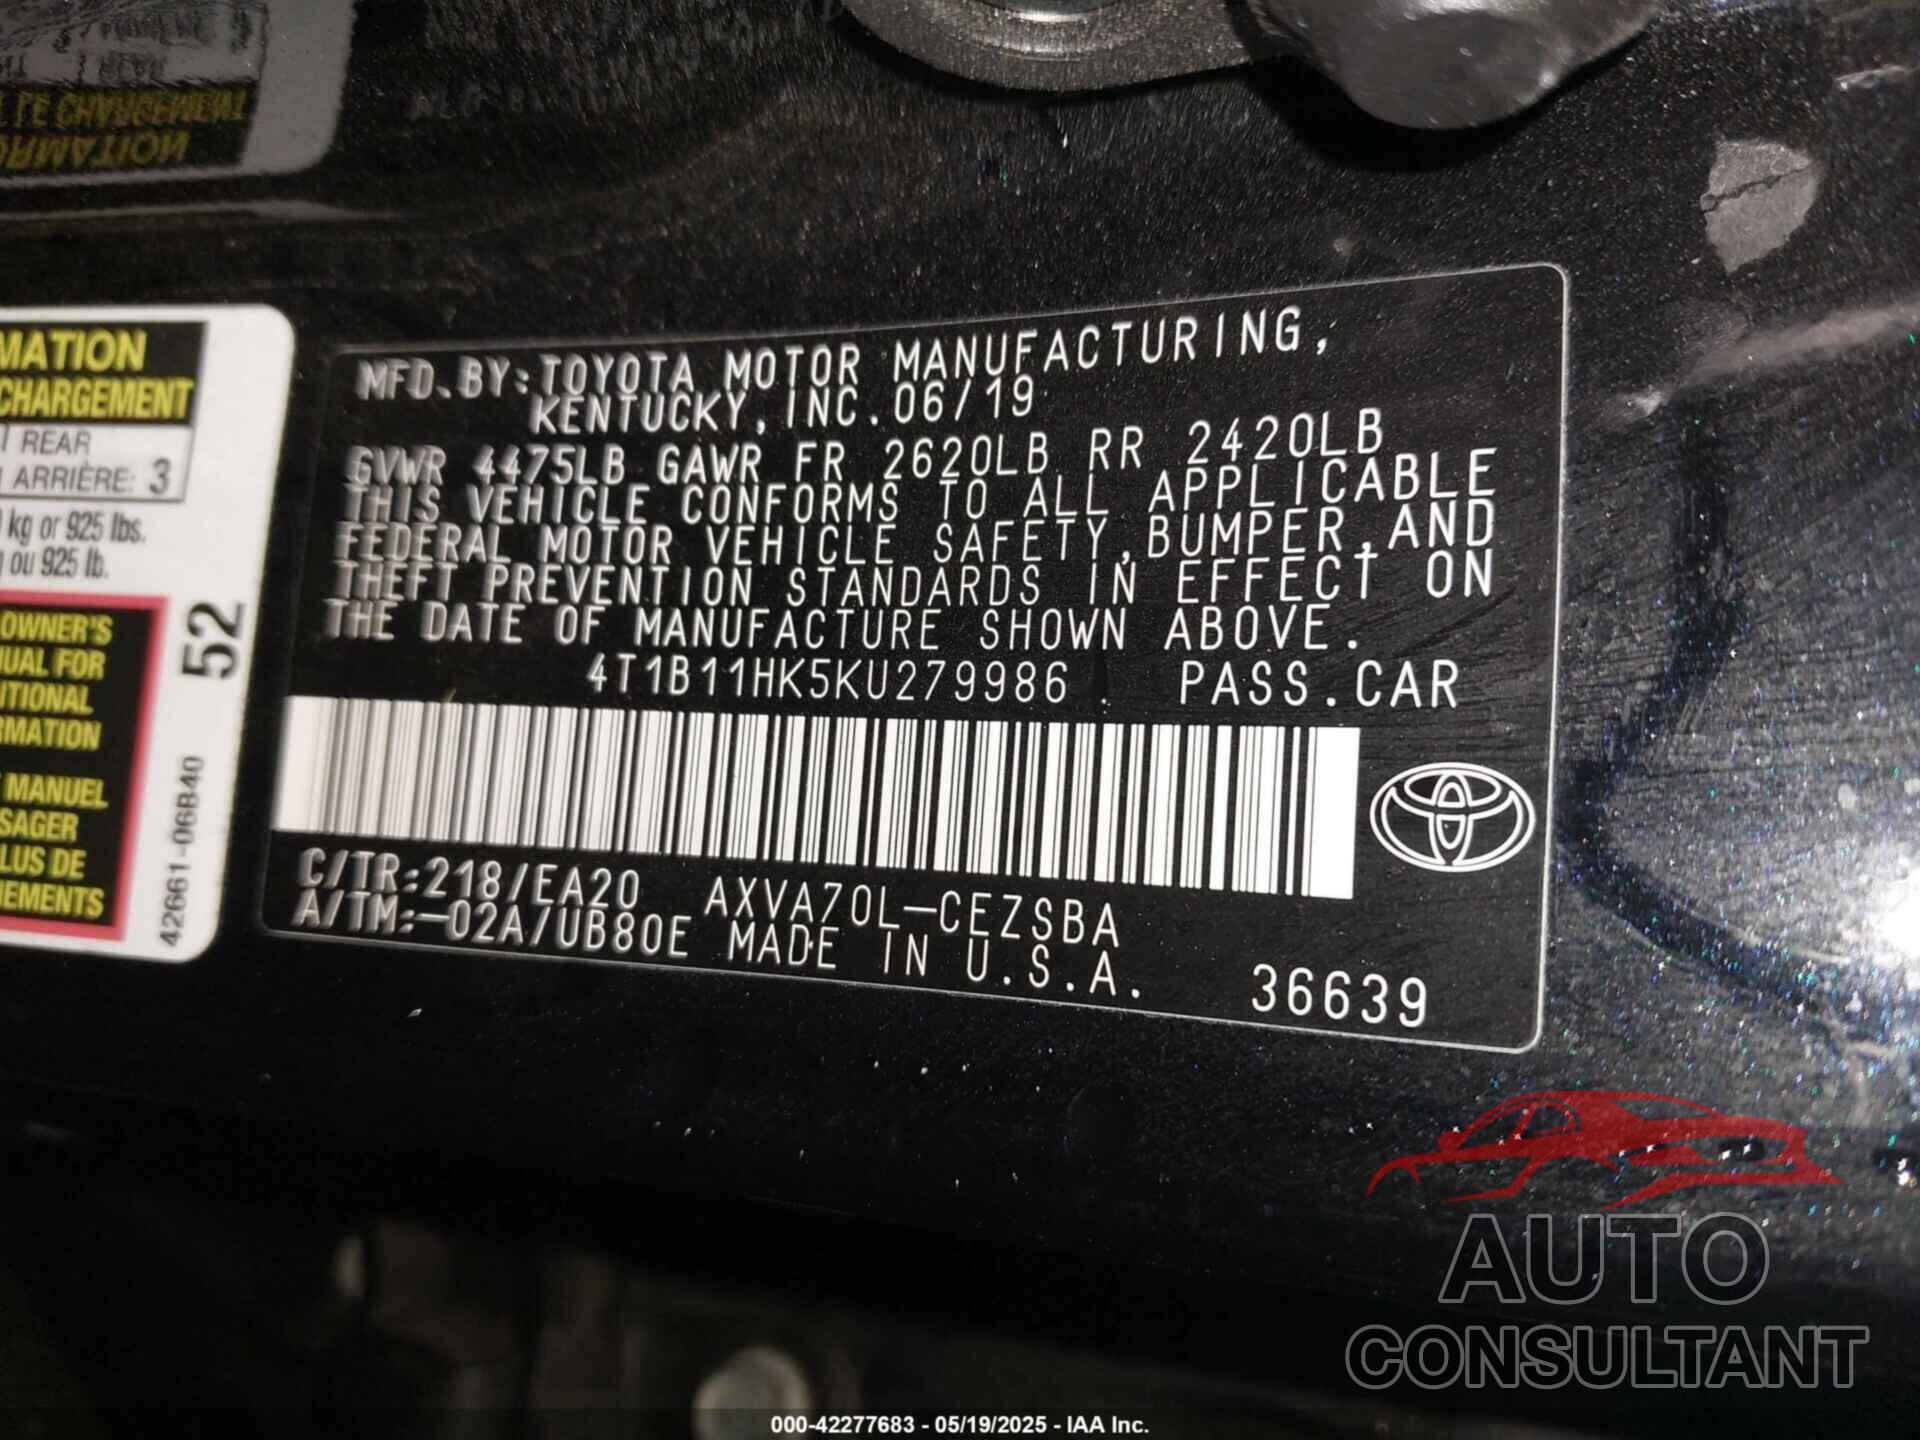 MATION
CHARGEMENT
1 REAR
ARRIÈRE: 3
kg or 925 lbs.
ou 925 lb.
OWNER'S
UAL FOR
ITIONAL
RMATION
MANUEL
SAGER
LUS DE
NEMENTS
52
42661-06B40
MFD. BY: TOYOTA MOTOR MANUFACTURING,
KENTUCKY, INC. 06/19
GVWR 4475LB GAWR FR 2620LB RR 2420LB
THIS VEHICLE CONFORMS TO ALL APPLICABLE
FEDERAL MOTOR VEHICLE SAFETY, BUMPER, AND
THEFT PREVENTION STANDARDS IN EFFECT ON
THE DATE OF MANUFACTURE SHOWN ABOVE.
4T1B11HK5KU279986 PASS. CAR
C/TR: 218/EA20 AXVA70L-CEZSBA
A/TM: -02A/UB80E MADE IN U.S.A. 36639
AUTO
CONSULTANT
000-42277683 - 05/19/2025 - IAA Inc.